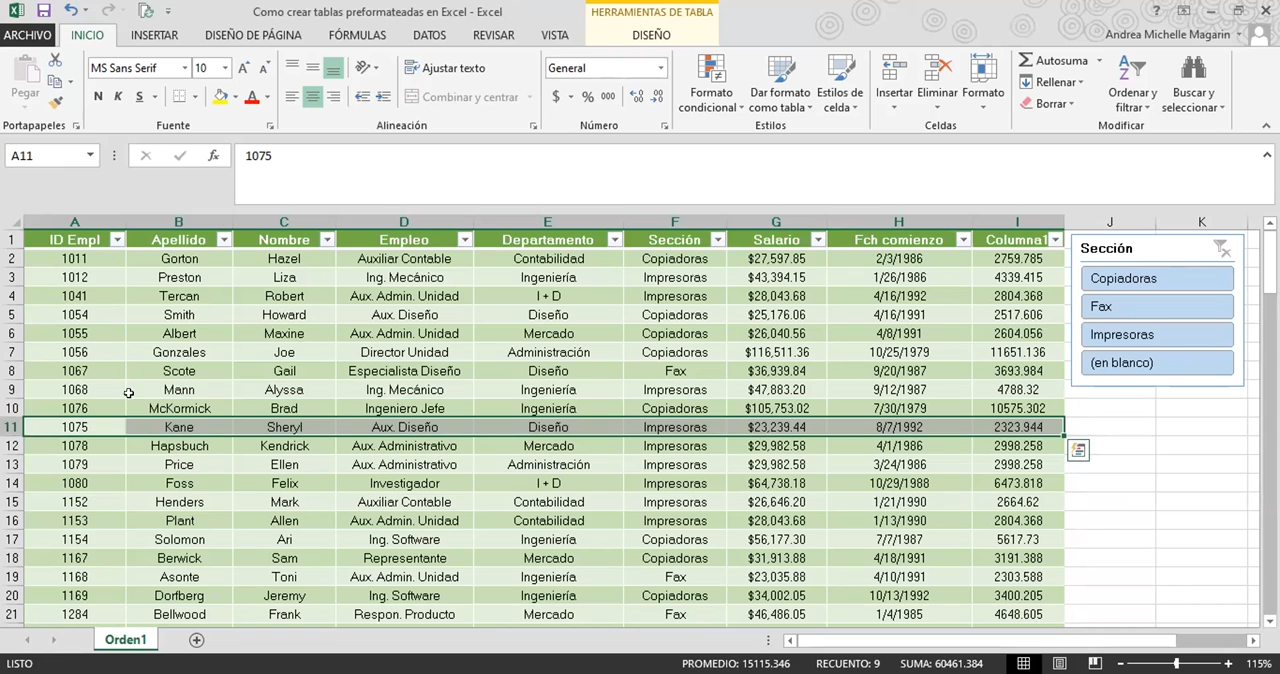 Como crear tablas preformateadas en Excel - Excel
HERRAMIENTAS DE TABLA
?
ARCHIVO INICIO INSERTAR DISEÑO DE PÁGINA FÓRMULAS DATOS REVISAR VISTA DISEÑO Andrea Michelle Magarin
Pegar
Portapapeles
MS Sans Serif 10
N K S
Fuente
Ajustar texto
Combinar y centrar
Alineación
General
$ % 000
Número
Formato condicional
Dar formato como tabla
Estilos de celda
Estilos
Insertar Eliminar Formato
Celdas
Autosuma
Rellenar
Borrar
Ordenar y filtrar
Buscar y seleccionar
Modificar
A11 fx 1075
A B C D E F G H I J K
1 ID Empl Apellido Nombre Empleo Departamento Sección Salario Fch comienzo Columna1
2 1011 Gorton Hazel Auxiliar Contable Contabilidad Copiadoras $27,597.85 2/3/1986 2759.785
3 1012 Preston Liza Ing. Mecánico Ingeniería Impresoras $43,394.15 1/26/1986 4339.415
4 1041 Tercan Robert Aux. Admin. Unidad I + D Impresoras $28,043.68 4/16/1992 2804.368
5 1054 Smith Howard Aux. Diseño Diseño Copiadoras $25,176.06 4/16/1991 2517.606
6 1055 Albert Maxine Aux. Admin. Unidad Mercado Copiadoras $26,040.56 4/8/1991 2604.056
7 1056 Gonzales Joe Director Unidad Administración Copiadoras $116,511.36 10/25/1979 11651.136
8 1067 Scote Gail Especialista Diseño Diseño Fax $36,939.84 9/20/1987 3693.984
9 1068 Mann Alyssa Ing. Mecánico Ingeniería Impresoras $47,883.20 9/12/1987 4788.32
10 1076 McKormick Brad Ingeniero Jefe Ingeniería Copiadoras $105,753.02 7/30/1979 10575.302
11 1075 Kane Sheryl Aux. Diseño Diseño Impresoras $23,239.44 8/7/1992 2323.944
12 1078 Hapsbuch Kendrick Aux. Administrativo Mercado Impresoras $29,982.58 4/1/1986 2998.258
13 1079 Price Ellen Aux. Administrativo Administración Impresoras $29,982.58 3/24/1986 2998.258
14 1080 Foss Felix Investigador I + D Impresoras $64,738.18 10/29/1988 6473.818
15 1152 Henders Mark Auxiliar Contable Contabilidad Impresoras $26,646.20 1/21/1990 2664.62
16 1153 Plant Allen Aux. Admin. Unidad Contabilidad Impresoras $28,043.68 1/13/1990 2804.368
17 1154 Solomon Ari Ing. Software Ingeniería Copiadoras $56,177.30 7/7/1987 5617.73
18 1167 Berwick Sam Representante Mercado Copiadoras $31,913.88 4/18/1991 3191.388
19 1168 Asonte Toni Aux. Admin. Unidad Ingeniería Fax $23,035.88 4/10/1991 2303.588
20 1169 Dorfberg Jeremy Ing. Software Ingeniería Copiadoras $34,002.05 10/13/1992 3400.205
21 1284 Bellwood Frank Respon. Producto Mercado Fax $46,486.05 1/4/1985 4648.605
Sección
Copiadoras
Fax
Impresoras
(en blanco)
Orden1
LISTO PROMEDIO: 15115.346 RECUENTO: 9 SUMA: 60461.384 115%